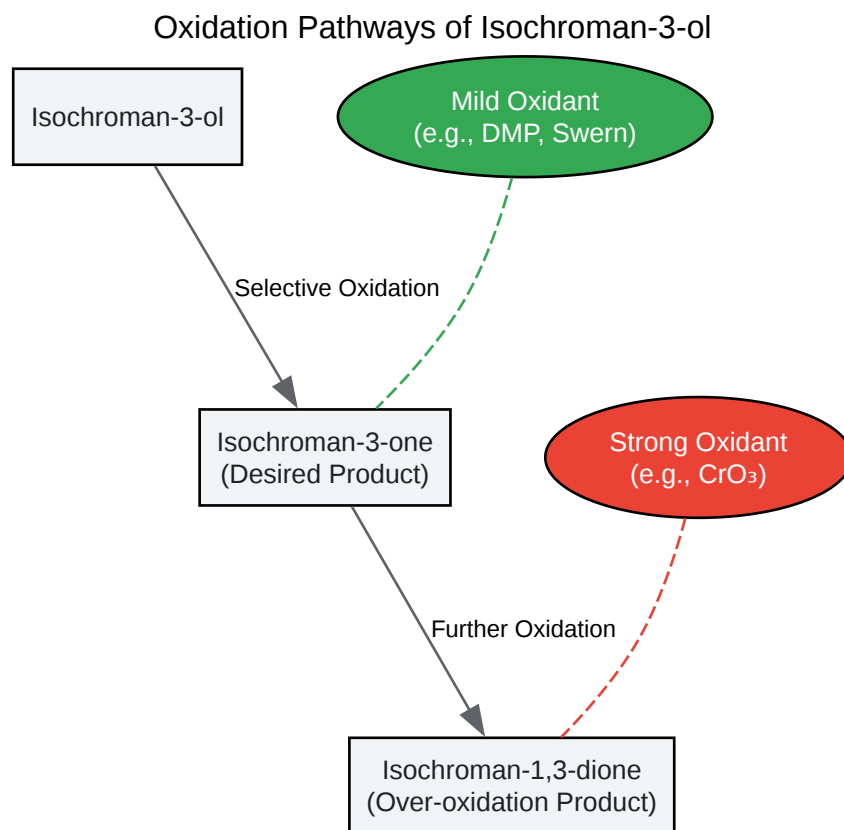 Oxidation Pathways of Isochroman-3-ol
Isochroman-3-ol
Mild Oxidant
(e.g., DMP, Swern)
Selective Oxidation
Isochroman-3-one
(Desired Product)
Strong Oxidant
(e.g., CrO₃)
Further Oxidation
Isochroman-1,3-dione
(Over-oxidation Product)